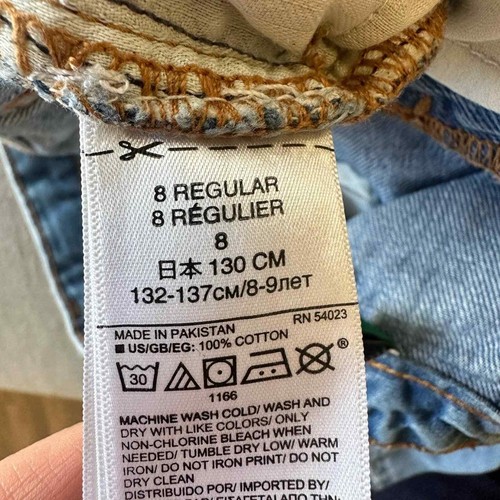 8 REGULAR
8 RÉGULIER
8
日本 130 CM
132-137см/8-9лет
MADE IN PAKISTAN RN 54023
US/GB/EG: 100% COTTON
30 ®
1166
MACHINE WASH COLD/ WASH AND
DRY WITH LIKE COLORS/ ONLY
NON-CHLORINE BLEACH WHEN
NEEDED/ TUMBLE DRY LOW/ WARM
IRON/ DO NOT IRON PRINT/ DO NOT
DRY CLEAN
DISTRIBUIDO POR/ IMPORTED BY/